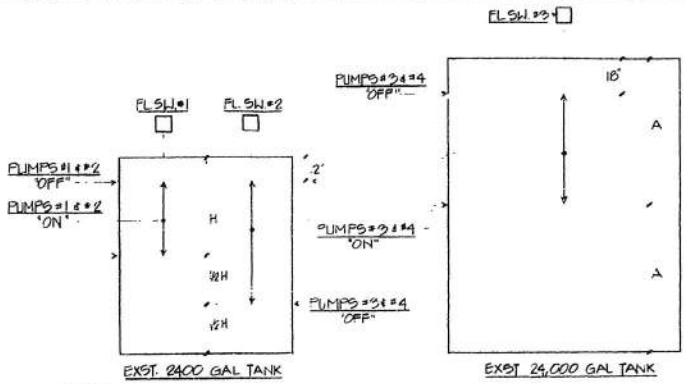 FL.SW.#3
PUMPS #3 & #4
"OFF"
18"
FL.SW.#1
FL.SW.#2
A
PUMPS #1 & #2
"OFF"
2'
PUMPS #1 & #2
"ON"
H
PUMPS #3 & #4
"ON"
½H
A
PUMPS #3 & #4
"OFF"
½H
EXST. 2400 GAL TANK
EXST 24,000 GAL TANK